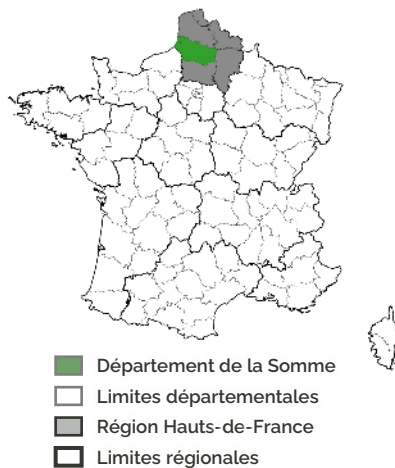 Département de la Somme
Limites départementales
Région Hauts-de-France
Limites régionales